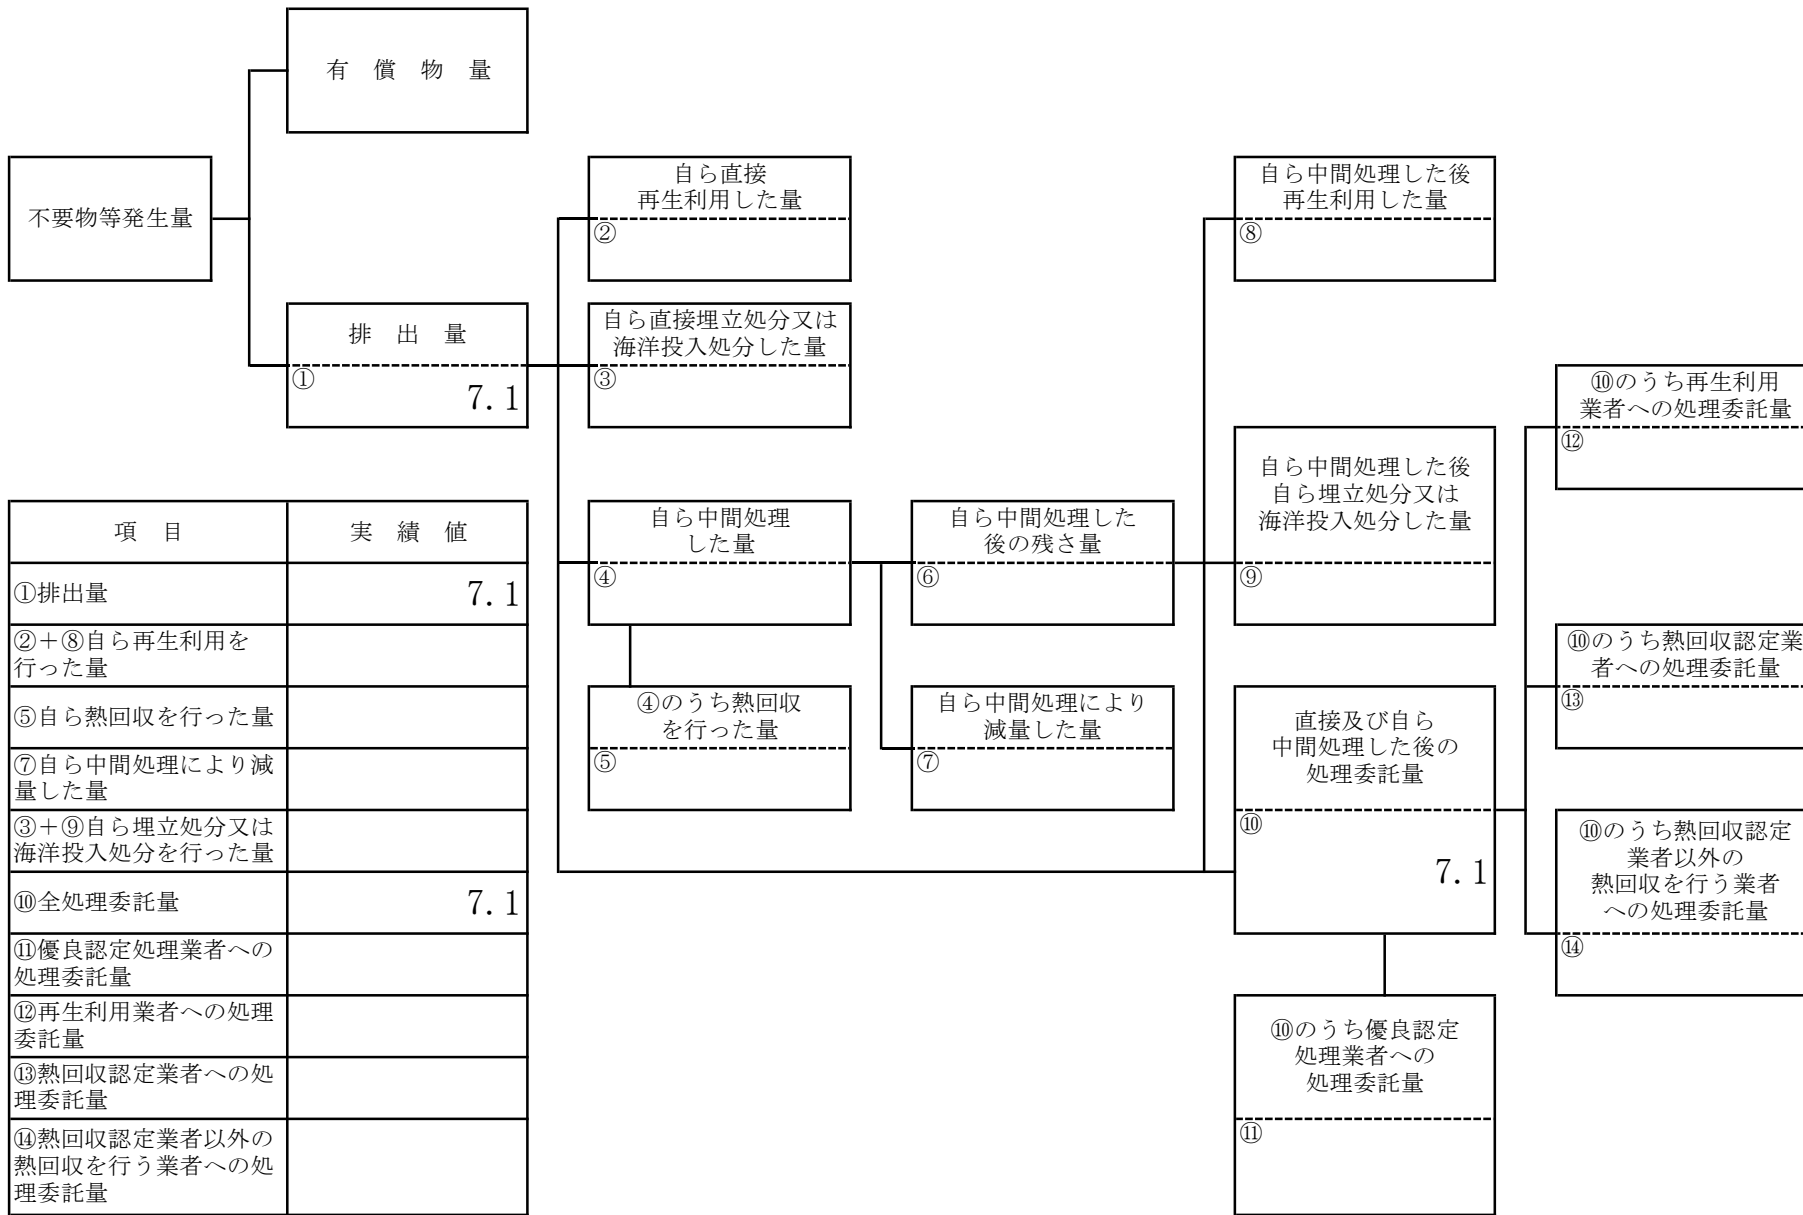 有　償　物　量
不要物等発生量
自ら直接
再生利用した量
②
自ら中間処理した後
再生利用した量
⑧
排　出　量
①
7.1
自ら直接埋立処分又は
海洋投入処分した量
③
⑩のうち再生利用
業者への処理委託量
⑫
自ら中間処理した後
自ら埋立処分又は
海洋投入処分した量
⑨
自ら中間処理
した量
④
自ら中間処理した
後の残さ量
⑥
⑩のうち熱回収認定業
者への処理委託量
⑬
④のうち熱回収
を行った量
⑤
自ら中間処理により
減量した量
⑦
直接及び自ら
中間処理した後の
処理委託量
⑩
7.1
⑩のうち熱回収認定
業者以外の
熱回収を行う業者
への処理委託量
⑭
⑩のうち優良認定
処理業者への
処理委託量
⑪
項　目
実　績　値
①排出量
7.1
②＋⑧自ら再生利用を
行った量
⑤自ら熱回収を行った量
⑦自ら中間処理により減
量した量
③＋⑨自ら埋立処分又は
海洋投入処分を行った量
⑩全処理委託量
7.1
⑪優良認定処理業者への
処理委託量
⑫再生利用業者への処理
委託量
⑬熱回収認定業者への処
理委託量
⑭熱回収認定業者以外の
熱回収を行う業者への処
理委託量